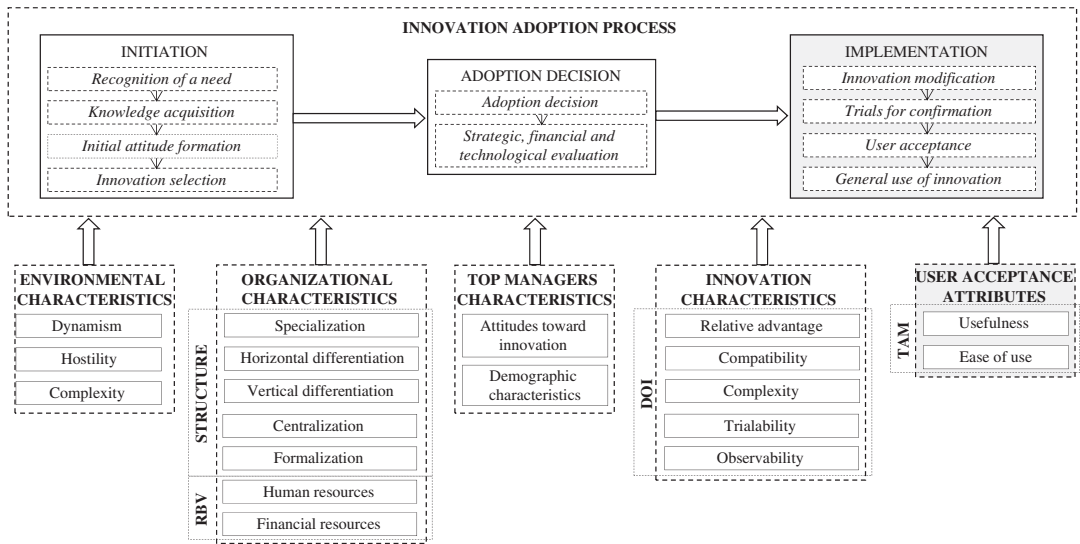 INNOVATION ADOPTION PROCESS
INITIATION
Recognition of a need
Knowledge acquisition
Initial attitude formation
Innovation selection
ADOPTION DECISION
Adoption decision
Strategic, financial and
technological evaluation
IMPLEMENTATION
Innovation modification
Trials for confirmation
User acceptance
General use of innovation
ENVIRONMENTAL
CHARACTERISTICS
Dynamism
Hostility
Complexity
ORGANIZATIONAL
CHARACTERISTICS
STRUCTURE
Specialization
Horizontal differentiation
Vertical differentiation
Centralization
Formalization
RBV
Human resources
Financial resources
TOP MANAGERS
CHARACTERISTICS
Attitudes toward
innovation
Demographic
characteristics
INNOVATION
CHARACTERISTICS
DOI
Relative advantage
Compatibility
Complexity
Trialability
Observability
USER ACCEPTANCE
ATTRIBUTES
TAM
Usefulness
Ease of use